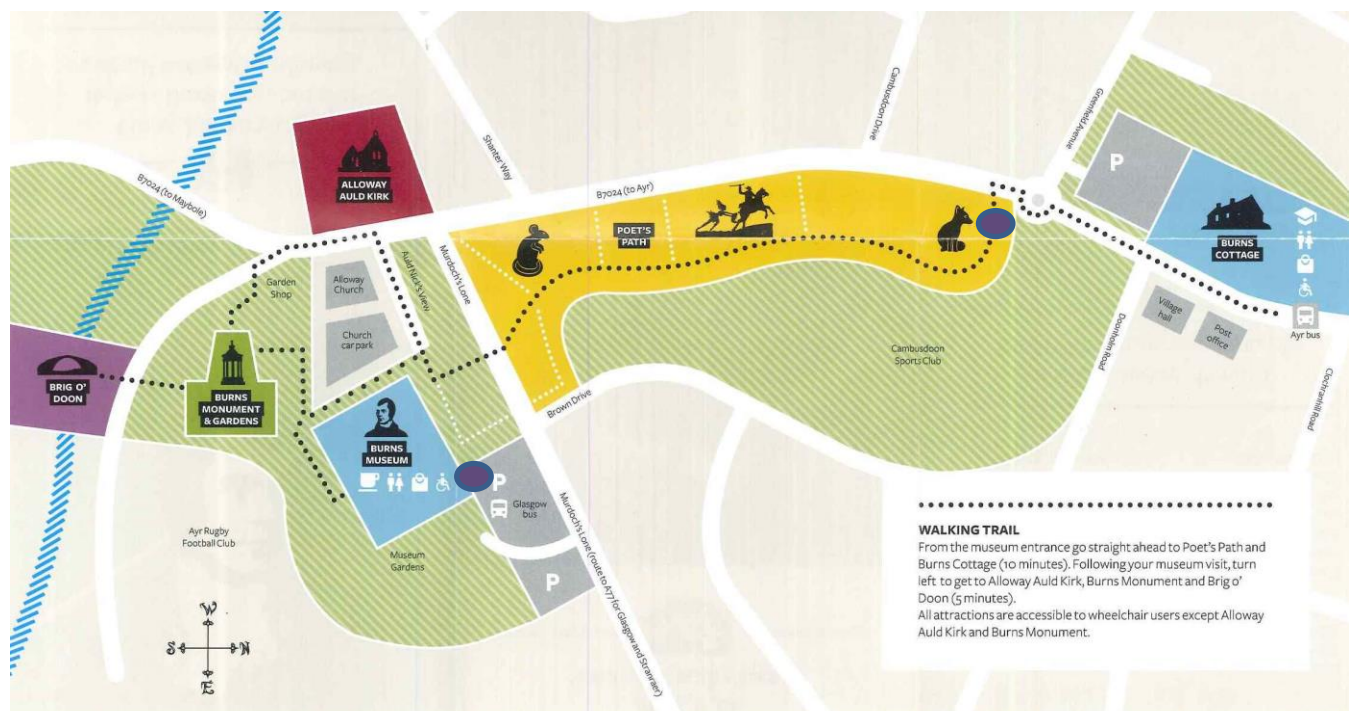 Cambusdoon Drive
Greenfield Avenue
Shanter Way
P
ALLOWAY
AULD KIRK
B7024 (to Maybole)
B7024 (to Ayr)
POET'S
PATH
BURNS
COTTAGE
Murdoch's Lone
Auld Nick's View
Garden
Shop
Alloway
Church
Church
car park
Village
hall
Post
office
Ayr bus
Doonholm Road
Cambusdoon
Sports Club
Clochranhill Road
BRIG O'
DOON
BURNS
MONUMENT
& GARDENS
Brown Drive
BURNS
MUSEUM
P
Glasgow
bus
Murdoch's Lone (route to A77 for Glasgow and Stranraer)
Ayr Rugby
Football Club
Museum
Gardens
P
W
S
N
E
WALKING TRAIL
From the museum entrance go straight ahead to Poet's Path and
Burns Cottage (10 minutes). Following your museum visit, turn
left to get to Alloway Auld Kirk, Burns Monument and Brig o'
Doon (5 minutes).
All attractions are accessible to wheelchair users except Alloway
Auld Kirk and Burns Monument.